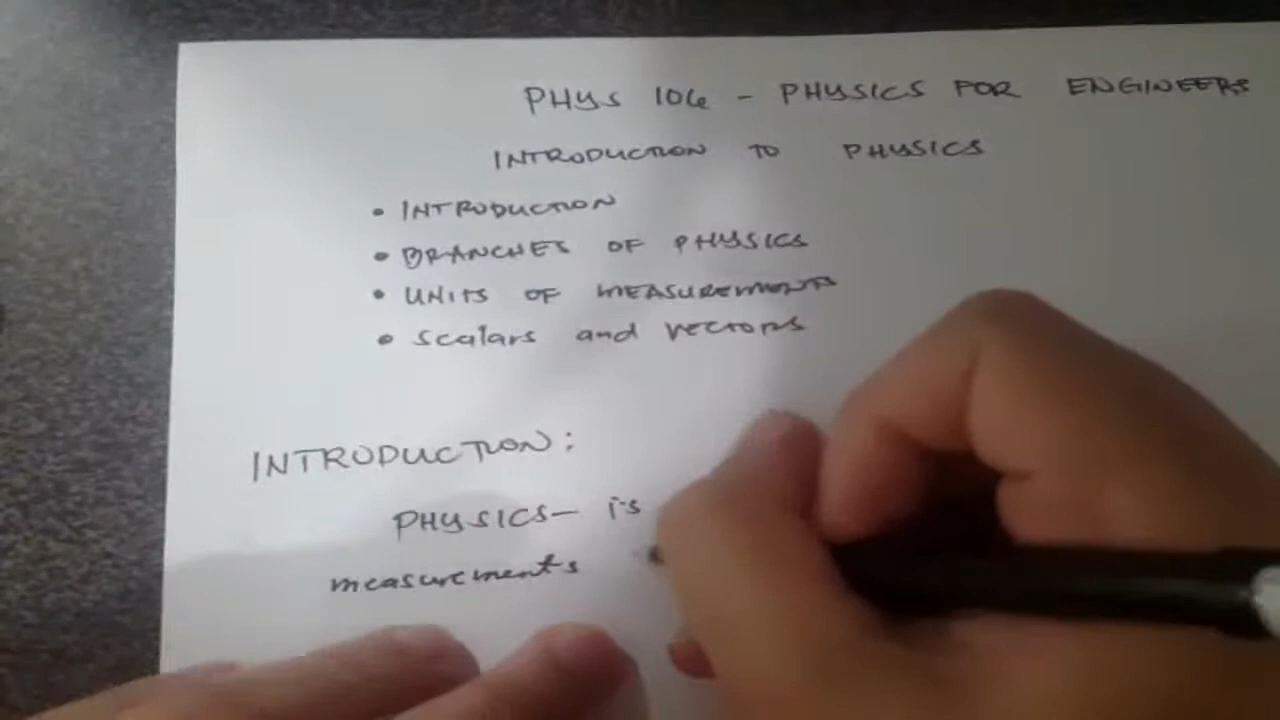 PHYS 106 - PHYSICS FOR ENGINEERS
INTRODUCTION TO PHYSICS
• INTRODUCTION
• BRANCHES OF PHYSICS
• UNITS OF MEASUREMENTS
• Scalars and vectors
INTRODUCTION:
PHYSICS- is
measurements